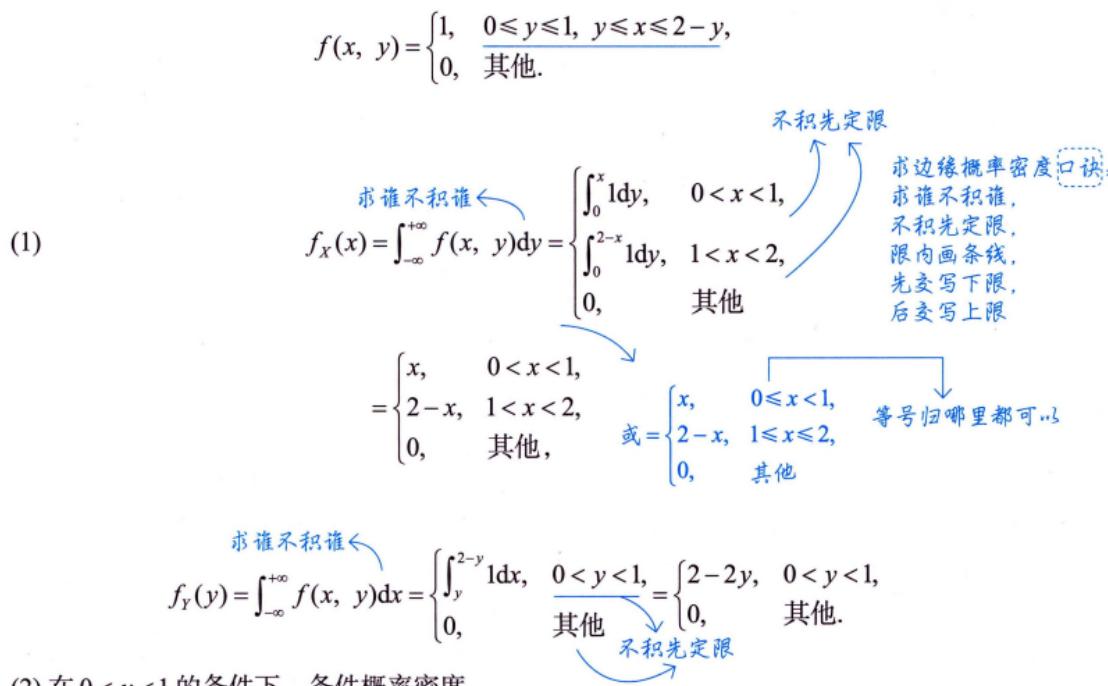 f(x, y) = { 1, 0≤y≤1, y≤x≤2−y,
0, 其他.
不积先定限
求边缘概率密度口诀
求谁不积谁,
不积先定限,
限内画条线,
先交写下限,
后交写上限
求谁不积谁
(1) f_X(x) = ∫_{-∞}^{+∞} f(x, y)dy = { ∫_0^x 1dy, 0<x<1,
∫_0^{2−x} 1dy, 1<x<2,
0, 其他
= { x, 0<x<1,
2−x, 1<x<2,
0, 其他,
或 = { x, 0≤x<1,
2−x, 1≤x≤2,
0, 其他
等号归哪里都可以
求谁不积谁
f_Y(y) = ∫_{-∞}^{+∞} f(x, y)dx = { ∫_y^{2−y} 1dx, 0<y<1,
0, 其他
= { 2−2y, 0<y<1,
0, 其他.
不积先定限